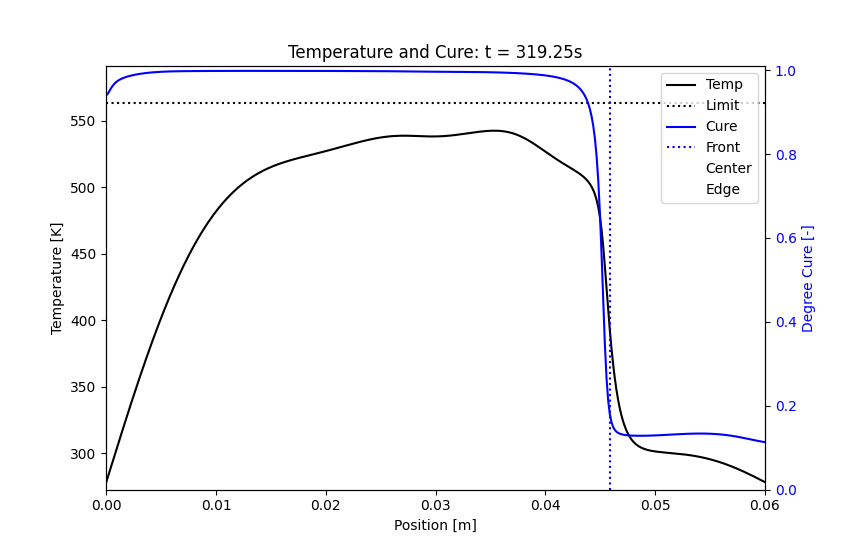 Temperature and Cure: t = 319.25s
Temp
Limit
Cure
Front
Center
Edge
Temperature [K]
550
500
450
400
350
300
Degree Cure [-]
1.0
0.8
0.6
0.4
0.2
0.0
0.00 0.01 0.02 0.03 0.04 0.05 0.06
Position [m]